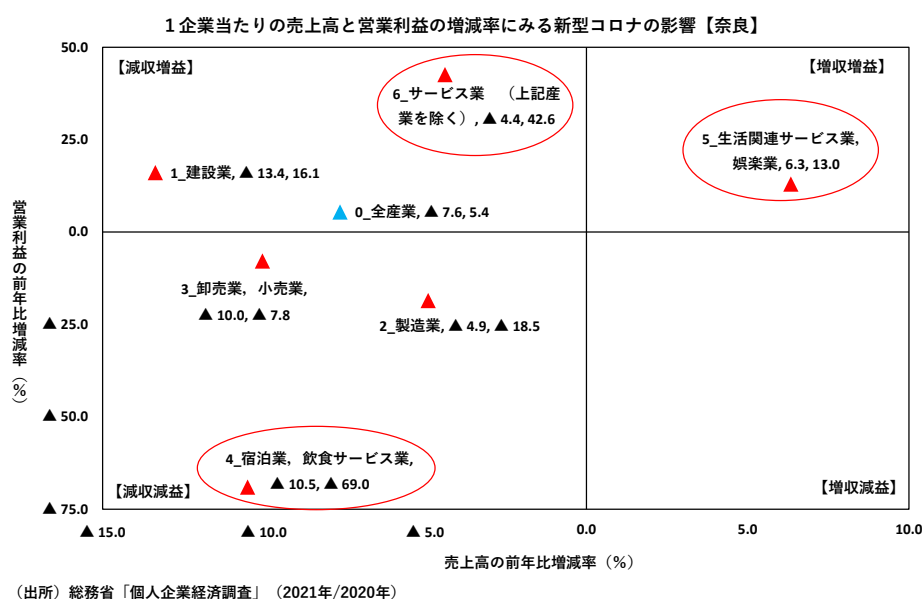 １企業当たりの売上高と営業利益の増減率にみる新型コロナの影響【奈良】
50.0
【減収増益】
【増収増益】
6_サービス業　（上記産
業を除く）, ▲ 4.4, 42.6
5_生活関連サービス業，
娯楽業, 6.3, 13.0
25.0
1_建設業, ▲ 13.4, 16.1
0_全産業, ▲ 7.6, 5.4
0.0
営業利益の前年比増減率（％）
3_卸売業，小売業,
▲ 10.0, ▲ 7.8
2_製造業, ▲ 4.9, ▲ 18.5
▲ 25.0
▲ 50.0
4_宿泊業，飲食サービス業,
▲ 10.5, ▲ 69.0
【減収減益】
【増収減益】
▲ 75.0
▲ 15.0 ▲ 10.0 ▲ 5.0 0.0 5.0 10.0
売上高の前年比増減率（％）
（出所）総務省「個人企業経済調査」（2021年/2020年）